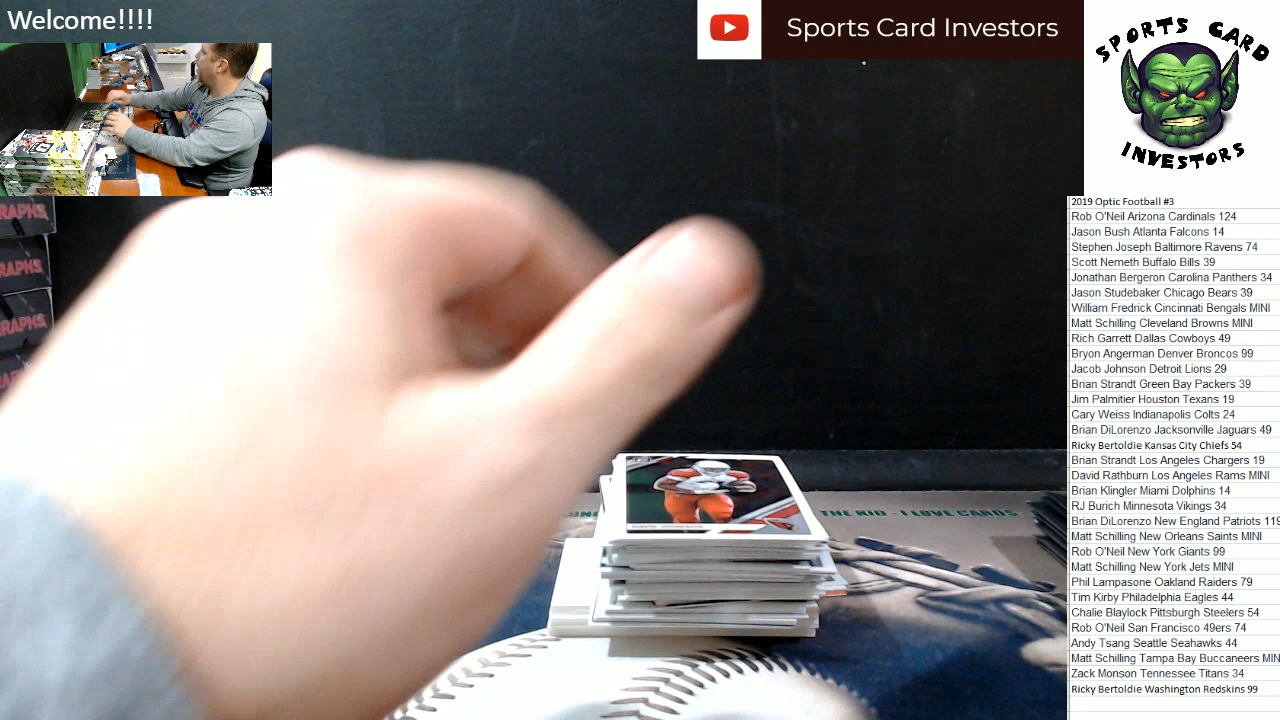 Welcome!!!!
Sports Card Investors
SPORTS CARD
INVESTORS
RAPHS
RAPHS
RAPHS
2019 Optic Football #3
Rob O'Neil Arizona Cardinals 124
Jason Bush Atlanta Falcons 14
Stephen Joseph Baltimore Ravens 74
Scott Nemeth Buffalo Bills 39
Jonathan Bergeron Carolina Panthers 34
Jason Studebaker Chicago Bears 39
William Fredrick Cincinnati Bengals MINI
Matt Schilling Cleveland Browns MINI
Rich Garrett Dallas Cowboys 49
Bryon Angerman Denver Broncos 99
Jacob Johnson Detroit Lions 29
Brian Strandt Green Bay Packers 39
Jim Palmitier Houston Texans 19
Cary Weiss Indianapolis Colts 24
Brian DiLorenzo Jacksonville Jaguars 49
Ricky Bertoldie Kansas City Chiefs 54
Brian Strandt Los Angeles Chargers 19
David Rathburn Los Angeles Rams MINI
Brian Klingler Miami Dolphins 14
RJ Burich Minnesota Vikings 34
Brian DiLorenzo New England Patriots 119
Matt Schilling New Orleans Saints MINI
Rob O'Neil New York Giants 99
Matt Schilling New York Jets MINI
Phil Lampasone Oakland Raiders 79
Tim Kirby Philadelphia Eagles 44
Chalie Blaylock Pittsburgh Steelers 54
Rob O'Neil San Francisco 49ers 74
Andy Tsang Seattle Seahawks 44
Matt Schilling Tampa Bay Buccaneers MIN
Zack Monson Tennessee Titans 34
Ricky Bertoldie Washington Redskins 99
THE KID - I LOVE CARDS